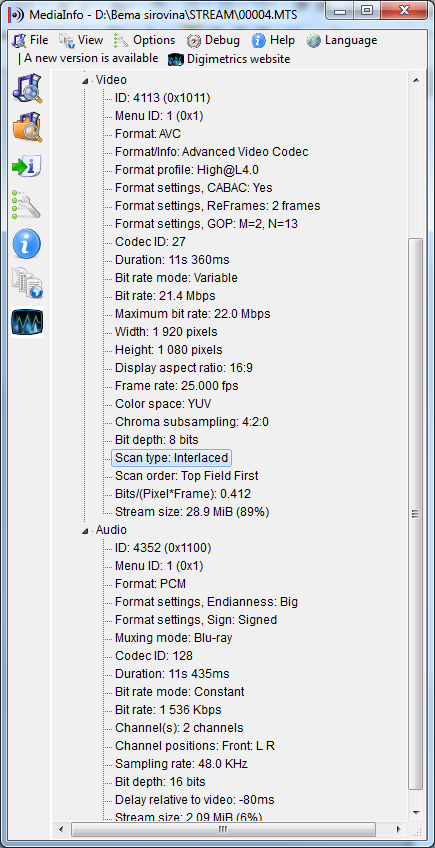 MediaInfo - D:\Bema sirovina\STREAM\00004.MTS
File View Options Debug Info Language
| A new version is available Digimetrics website
Video
ID: 4113 (0x1011)
Menu ID: 1 (0x1)
Format: AVC
Format/Info: Advanced Video Codec
Format profile: High@L4.0
Format settings, CABAC: Yes
Format settings, ReFrames: 2 frames
Format settings, GOP: M=2, N=13
Codec ID: 27
Duration: 11s 360ms
Bit rate mode: Variable
Bit rate: 21.4 Mbps
Maximum bit rate: 22.0 Mbps
Width: 1 920 pixels
Height: 1 080 pixels
Display aspect ratio: 16:9
Frame rate: 25.000 fps
Color space: YUV
Chroma subsampling: 4:2:0
Bit depth: 8 bits
Scan type: Interlaced
Scan order: Top Field First
Bits/(Pixel*Frame): 0.412
Stream size: 28.9 MiB (89%)
Audio
ID: 4352 (0x1100)
Menu ID: 1 (0x1)
Format: PCM
Format settings, Endianness: Big
Format settings, Sign: Signed
Muxing mode: Blu-ray
Codec ID: 128
Duration: 11s 435ms
Bit rate mode: Constant
Bit rate: 1 536 Kbps
Channel(s): 2 channels
Channel positions: Front: L R
Sampling rate: 48.0 KHz
Bit depth: 16 bits
Delay relative to video: -80ms
Stream size: 2.09 MiB (6%)